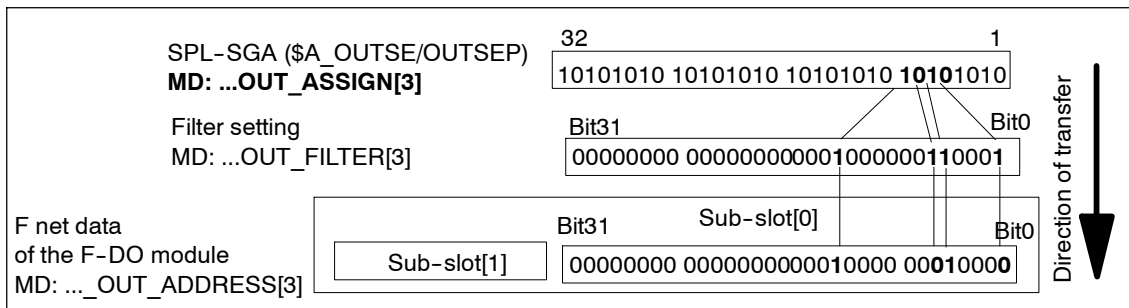 32 1
SPL-SGA ($A_OUTSE/OUTSEP)
10101010 10101010 10101010 10101010
MD: ...OUT_ASSIGN[3]
Filter setting
Bit31 Bit0
MD: ...OUT_FILTER[3]
00000000 000000000001000000110001
Direction of transfer
F net data
Bit31 Sub-slot[0] Bit0
of the F-DO module
Sub-slot[1] 00000000 0000000000010000 00010000
MD: ..._OUT_ADDRESS[3]